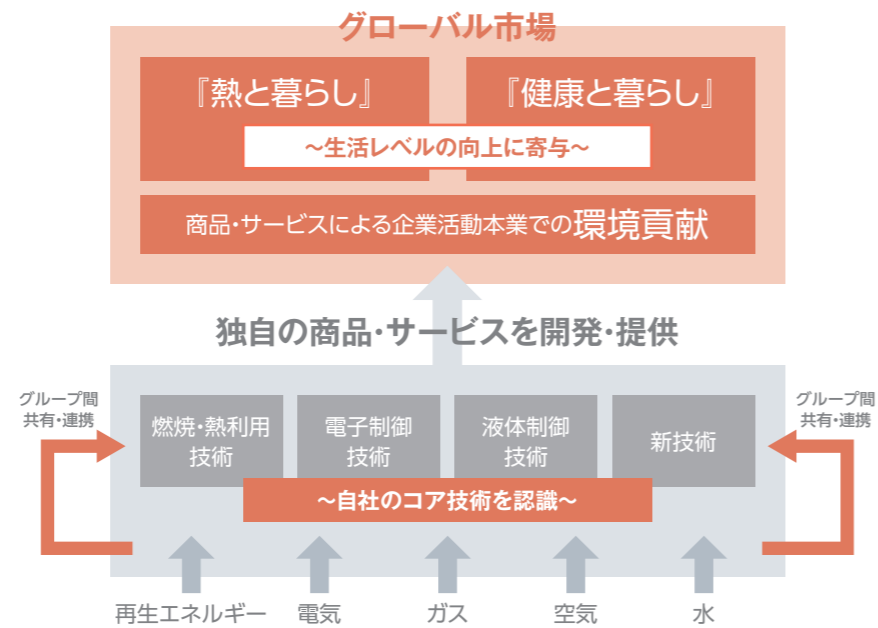 グローバル市場
『熱と暮らし』
『健康と暮らし』
～生活レベルの向上に寄与～
商品・サービスによる企業活動本業での環境貢献
独自の商品・サービスを開発・提供
グループ間
共有・連携
グループ間
共有・連携
燃焼・熱利用
技術
電子制御
技術
液体制御
技術
新技術
～自社のコア技術を認識～
再生エネルギー
電気
ガス
空気
水